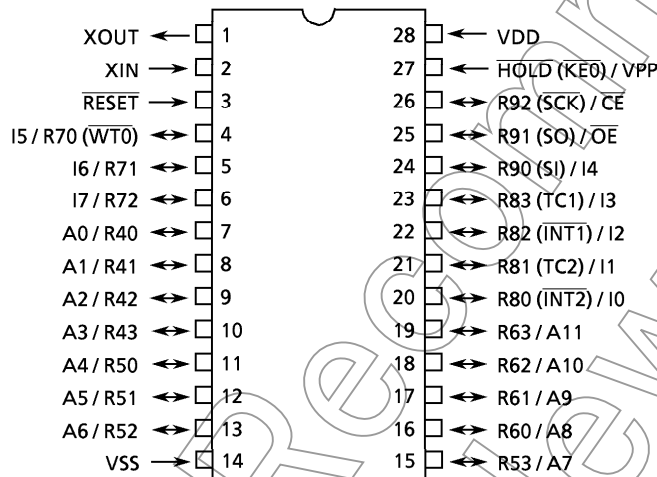 XOUT 1 28 VDD
XIN 2 27 HOLD (KE0) / VPP
RESET 3 26 R92 (SCK) / CE
I5 / R70 (WT0) 4 25 R91 (SO) / OE
I6 / R71 5 24 R90 (SI) / I4
I7 / R72 6 23 R83 (TC1) / I3
A0 / R40 7 22 R82 (INT1) / I2
A1 / R41 8 21 R81 (TC2) / I1
A2 / R42 9 20 R80 (INT2) / I0
A3 / R43 10 19 R63 / A11
A4 / R50 11 18 R62 / A10
A5 / R51 12 17 R61 / A9
A6 / R52 13 16 R60 / A8
VSS 14 15 R53 / A7